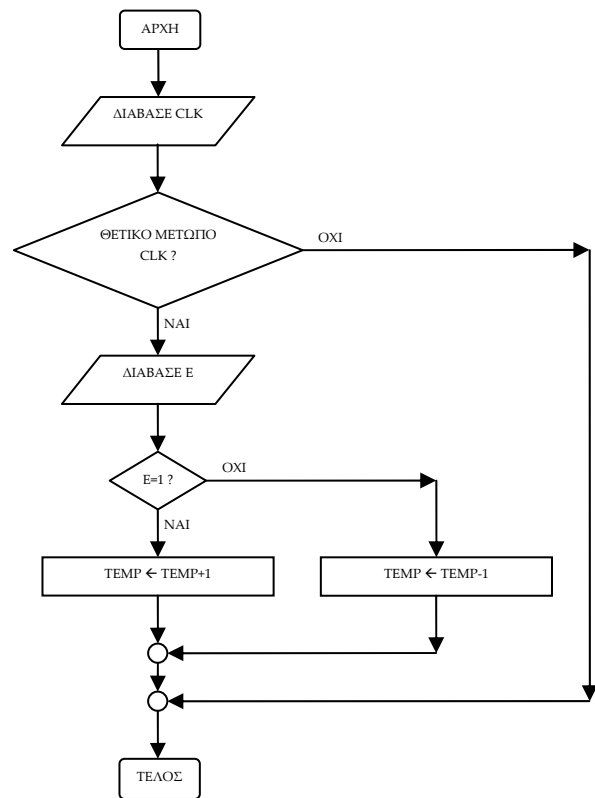 ΑΡΧΗ
ΔΙΑΒΑΣΕ CLK
ΘΕΤΙΚΟ ΜΕΤΩΠΟ
CLK ?
ΟΧΙ
ΝΑΙ
ΔΙΑΒΑΣΕ Ε
Ε=1 ?
ΟΧΙ
ΝΑΙ
TEMP ← TEMP+1
TEMP ← TEMP-1
ΤΕΛΟΣ